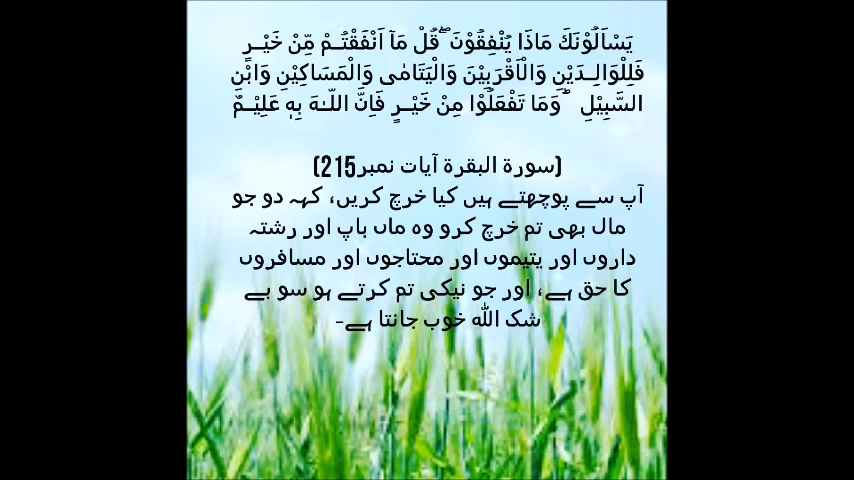 يَسْاَلُوْنَكَ مَاذَا يُنْفِقُوْنَ ۖ قُلْ مَآ اَنْفَقْتُـمْ مِّنْ خَيْـرٍ
فَلِلْوَالِـدَيْنِ وَالْاَقْرَبِيْنَ وَالْيَتَامٰى وَالْمَسَاكِيْنِ وَابْنِ
السَّبِيْلِ ۗ وَمَا تَفْعَلُوْا مِنْ خَيْـرٍ فَاِنَّ اللّـٰهَ بِهٖ عَلِيْـمٌ
(سورۃ البقرۃ آیات نمبر215)
آپ سے پوچھتے ہیں کیا خرچ کریں، کہہ دو جو
مال بھی تم خرچ کرو وہ ماں باپ اور رشتہ
داروں اور یتیموں اور محتاجوں اور مسافروں
کا حق ہے، اور جو نیکی تم کرتے ہو سو بے
شک اللہ خوب جانتا ہے۔